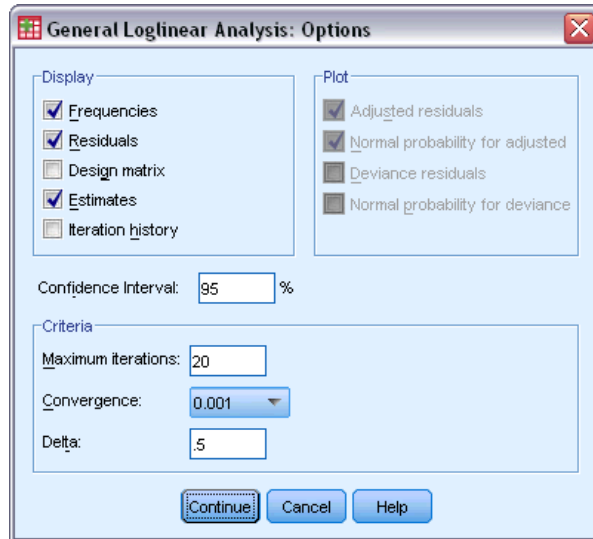 General Loglinear Analysis: Options
Display
Frequencies
Residuals
Design matrix
Estimates
Iteration history
Plot
Adjusted residuals
Normal probability for adjusted
Deviance residuals
Normal probability for deviance
Confidence Interval: 95 %
Criteria
Maximum iterations: 20
Convergence: 0.001
Delta: .5
Continue Cancel Help